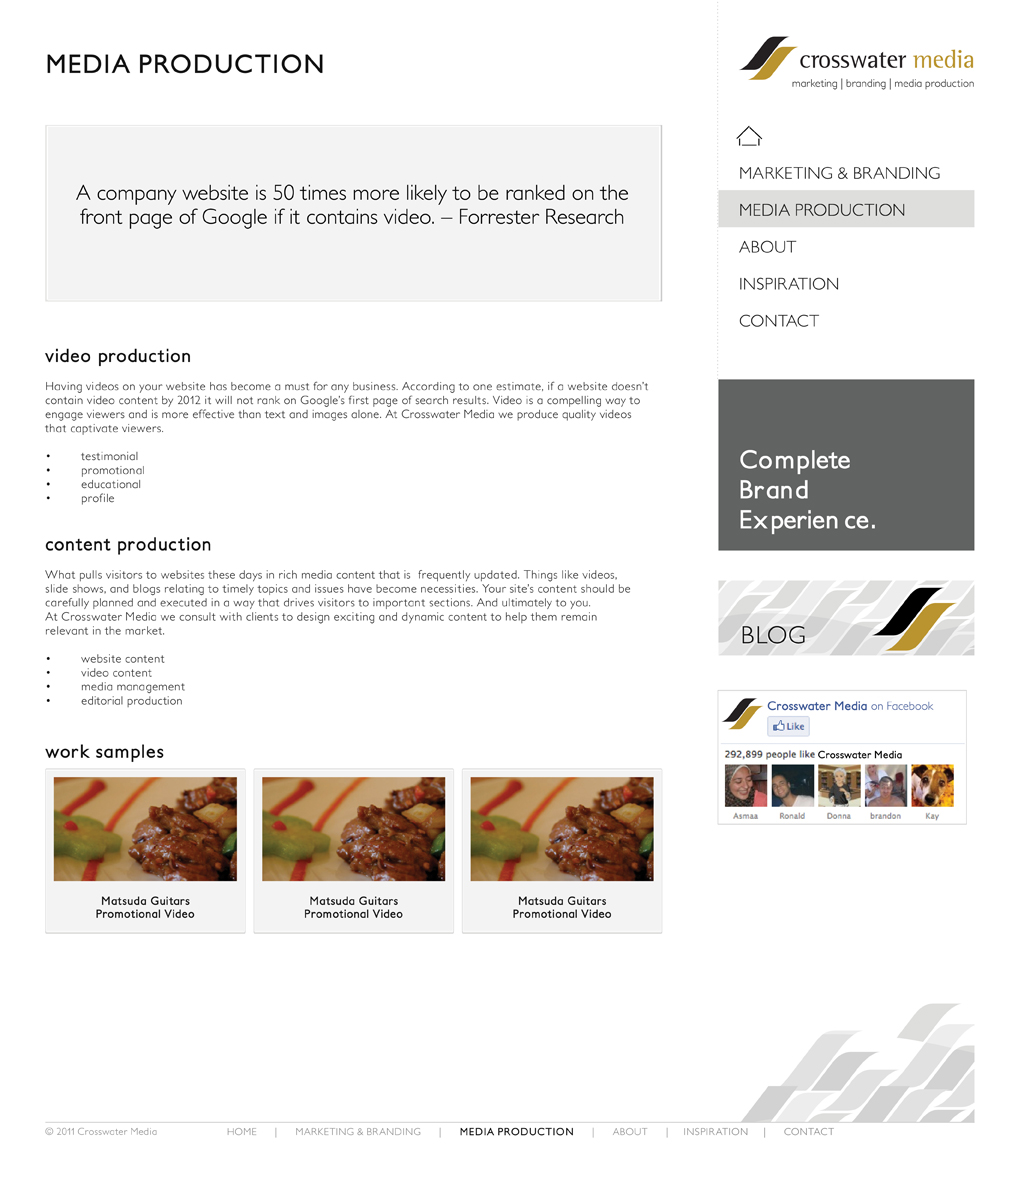 MEDIA PRODUCTION
A company website is 50 times more likely to be ranked on the
front page of Google if it contains video. – Forrester Research
video production
Having videos on your website has become a must for any business. According to one estimate, if a website doesn't
contain video content by 2012 it will not rank on Google's first page of search results. Video is a compelling way to
engage viewers and is more effective than text and images alone. At Crosswater Media we produce quality videos
that captivate viewers.
• testimonial
• promotional
• educational
• profile
content production
What pulls visitors to websites these days in rich media content that is  frequently updated. Things like videos,
slide shows, and blogs relating to timely topics and issues have become necessities. Your site's content should be
carefully planned and executed in a way that drives visitors to important sections. And ultimately to you.
At Crosswater Media we consult with clients to design exciting and dynamic content to help them remain
relevant in the market.
• website content
• video content
• media management
• editorial production
work samples
Matsuda Guitars
Promotional Video
Matsuda Guitars
Promotional Video
Matsuda Guitars
Promotional Video
crosswater media
marketing | branding | media production
MARKETING & BRANDING
MEDIA PRODUCTION
ABOUT
INSPIRATION
CONTACT
Complete
Brand
Experien ce.
BLOG
Crosswater Media on Facebook
Like
292,899 people like Crosswater Media
Asmaa Ronald Donna brandon Kay
© 2011 Crosswater Media HOME | MARKETING & BRANDING | MEDIA PRODUCTION | ABOUT | INSPIRATION | CONTACT